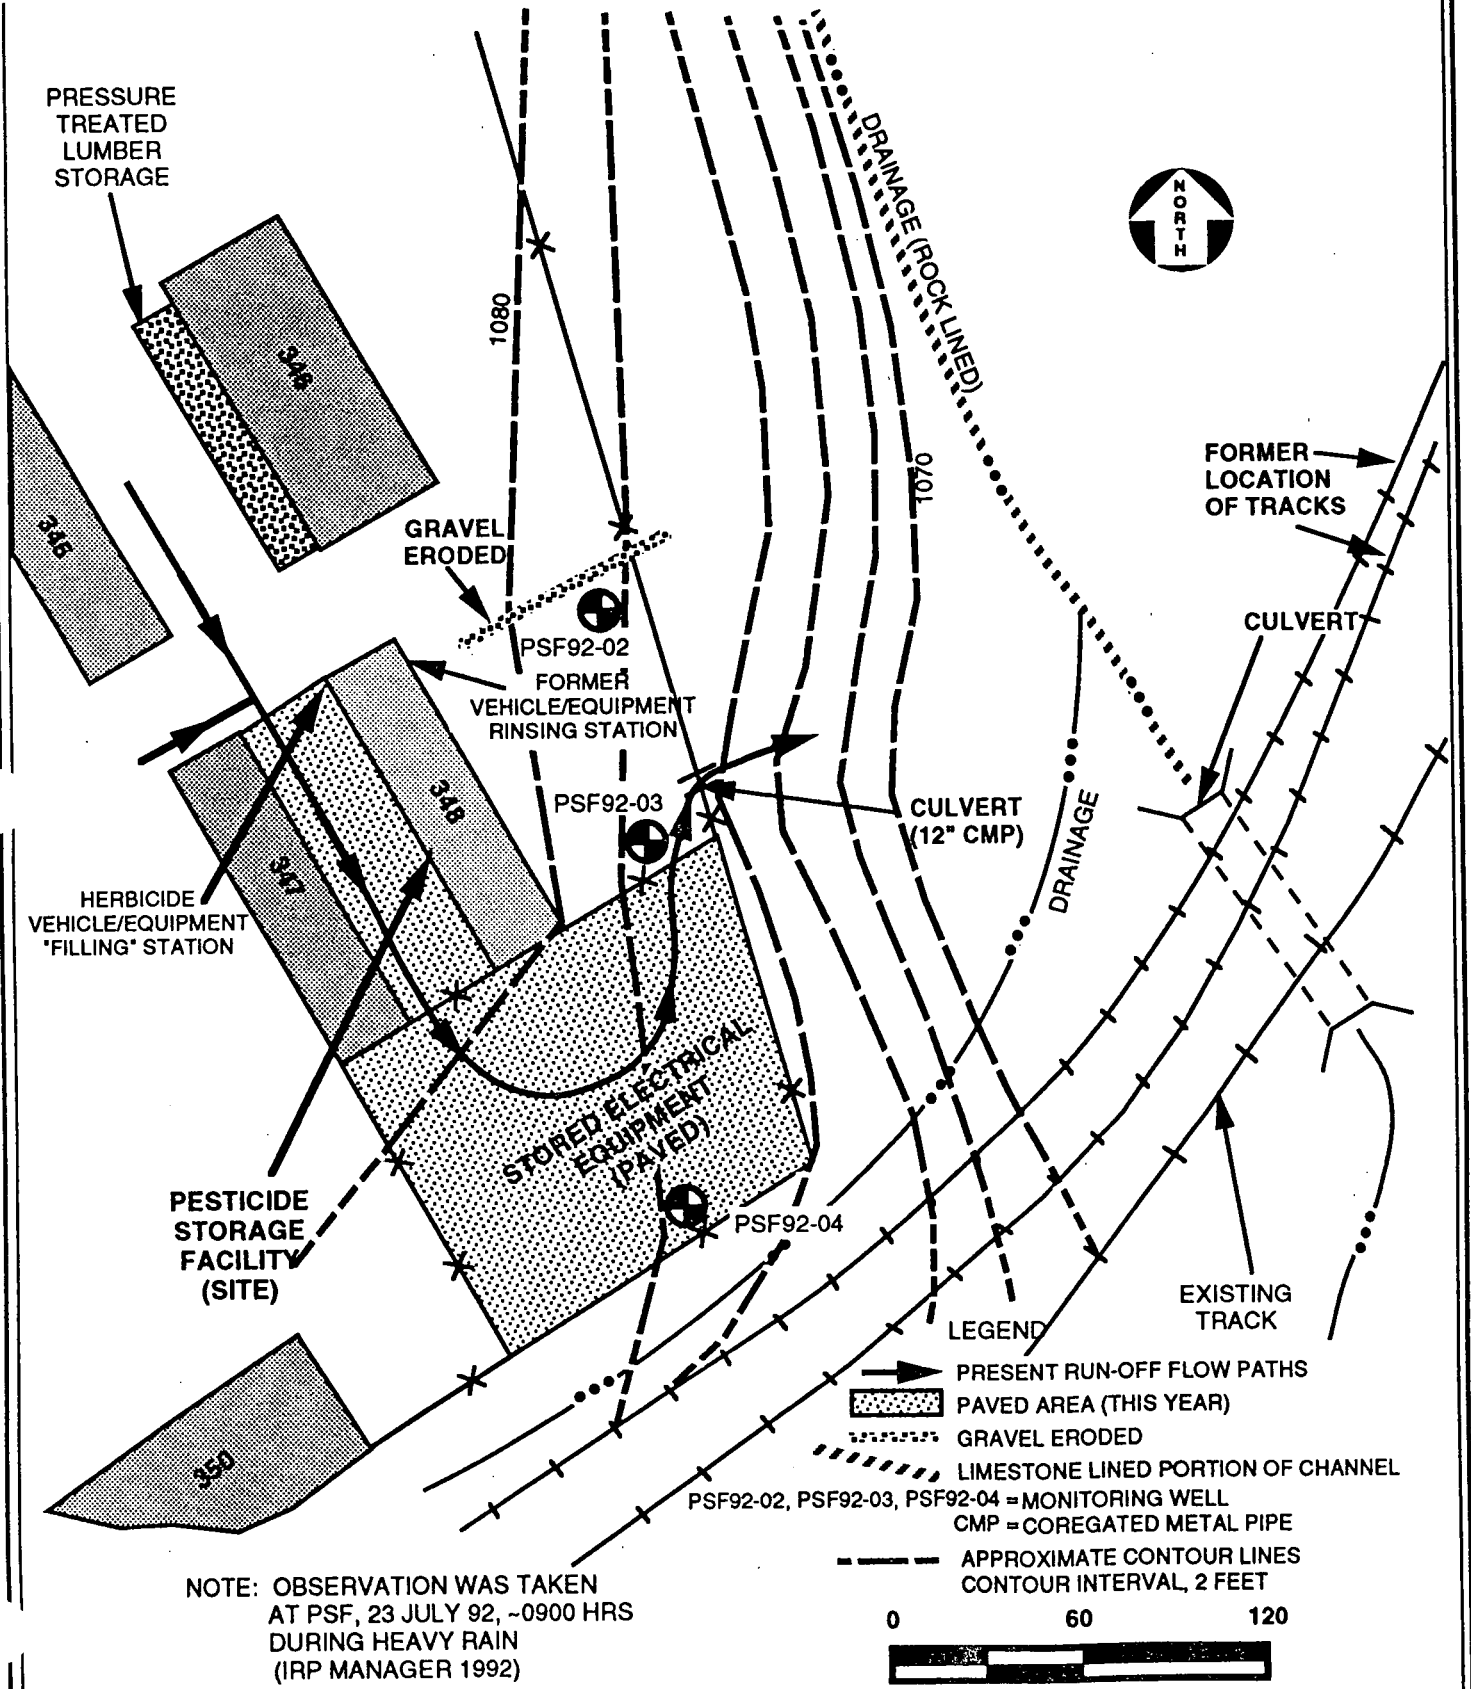 PRESSURE
TREATED
LUMBER
STORAGE
NORTH
DRAINAGE (ROCK LINED)
1080
346
1070
FORMER
LOCATION
OF TRACKS
GRAVEL
ERODED
CULVERT
PSF92-02
FORMER
VEHICLE/EQUIPMENT
RINSING STATION
348
PSF92-03
CULVERT
(12" CMP)
DRAINAGE
347
HERBICIDE
VEHICLE/EQUIPMENT
"FILLING" STATION
STORED ELECTRICAL
EQUIPMENT
(PAVED)
PESTICIDE
STORAGE
FACILITY
(SITE)
PSF92-04
EXISTING
TRACK
350
LEGEND
PRESENT RUN-OFF FLOW PATHS
PAVED AREA (THIS YEAR)
GRAVEL ERODED
LIMESTONE LINED PORTION OF CHANNEL
PSF92-02, PSF92-03, PSF92-04 = MONITORING WELL
CMP = COREGATED METAL PIPE
APPROXIMATE CONTOUR LINES
CONTOUR INTERVAL, 2 FEET
NOTE: OBSERVATION WAS TAKEN
AT PSF, 23 JULY 92, ~0900 HRS
DURING HEAVY RAIN
(IRP MANAGER 1992)
0 60 120